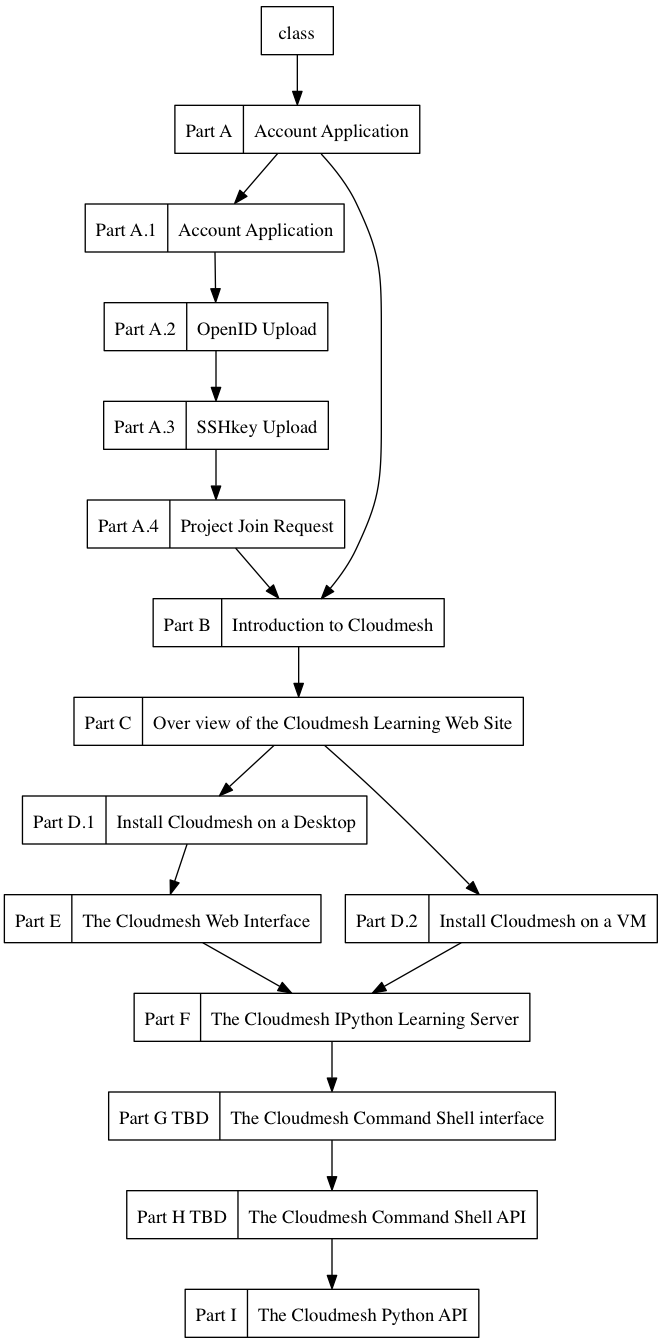 class
Part A Account Application
Part A.1 Account Application
Part A.2 OpenID Upload
Part A.3 SSHkey Upload
Part A.4 Project Join Request
Part B Introduction to Cloudmesh
Part C Over view of the Cloudmesh Learning Web Site
Part D.1 Install Cloudmesh on a Desktop
Part E The Cloudmesh Web Interface
Part D.2 Install Cloudmesh on a VM
Part F The Cloudmesh IPython Learning Server
Part G TBD The Cloudmesh Command Shell interface
Part H TBD The Cloudmesh Command Shell API
Part I The Cloudmesh Python API